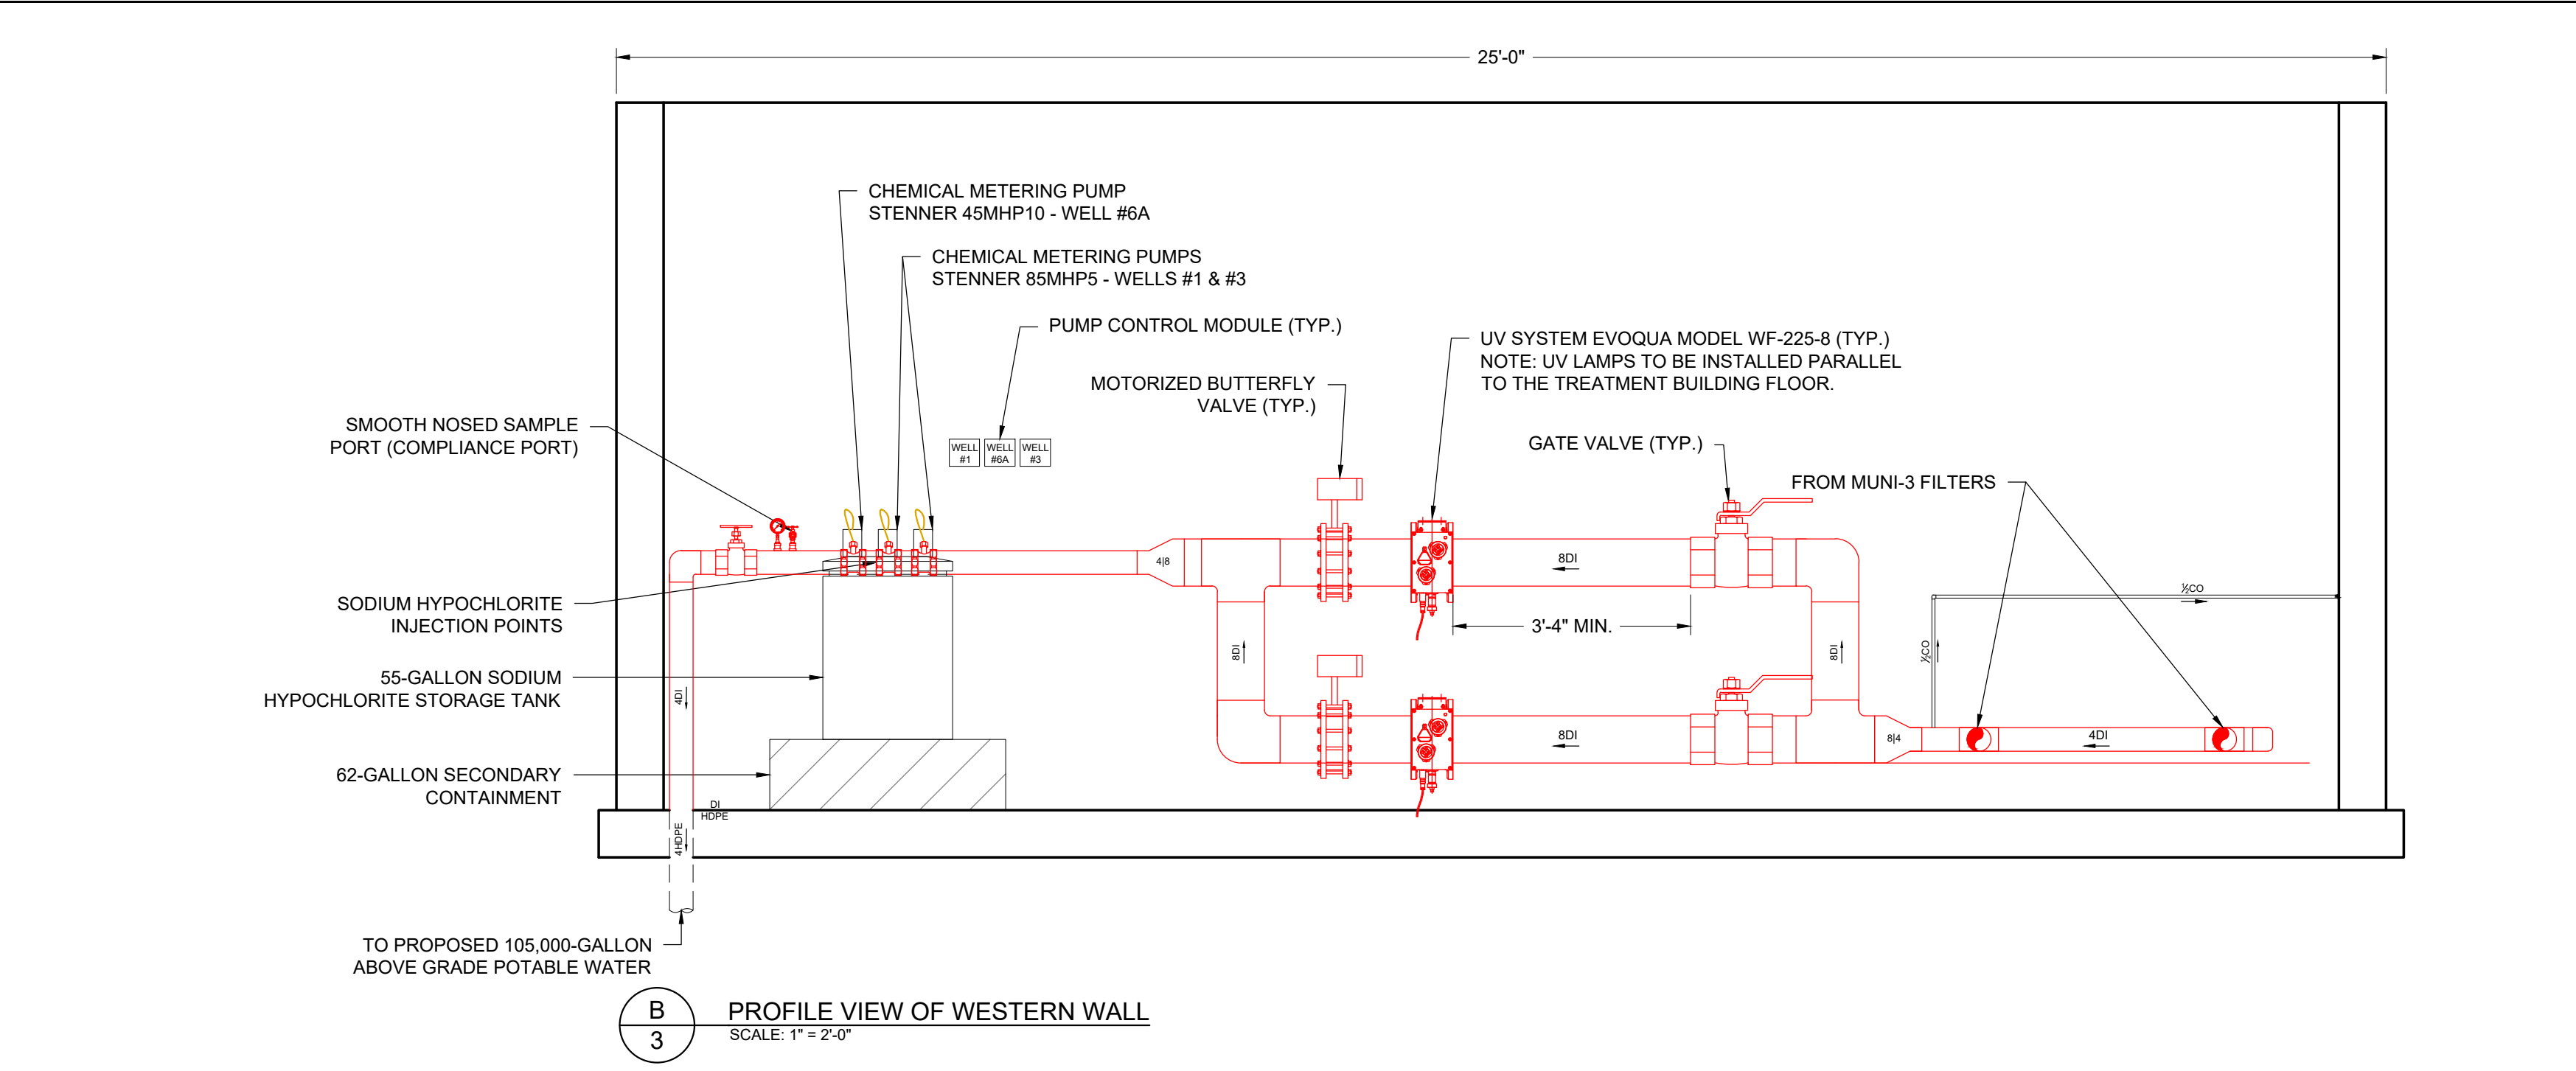 25'-0"
CHEMICAL METERING PUMP
STENNER 45MHP10 - WELL #6A
CHEMICAL METERING PUMPS
STENNER 85MHP5 - WELLS #1 & #3
PUMP CONTROL MODULE (TYP.)
UV SYSTEM EVOQUA MODEL WF-225-8 (TYP.)
NOTE: UV LAMPS TO BE INSTALLED PARALLEL
TO THE TREATMENT BUILDING FLOOR.
MOTORIZED BUTTERFLY
VALVE (TYP.)
SMOOTH NOSED SAMPLE
PORT (COMPLIANCE PORT)
WELL
#1
WELL
#6A
WELL
#3
GATE VALVE (TYP.)
FROM MUNI-3 FILTERS
4|8
8DI
½CO
SODIUM HYPOCHLORITE
INJECTION POINTS
3'-4" MIN.
8DI
8DI
½CO
55-GALLON SODIUM
HYPOCHLORITE STORAGE TANK
4DI
8DI
8|4
4DI
62-GALLON SECONDARY
CONTAINMENT
DI
HDPE
4HDPE
TO PROPOSED 105,000-GALLON
ABOVE GRADE POTABLE WATER
B
3
PROFILE VIEW OF WESTERN WALL
SCALE: 1" = 2'-0"